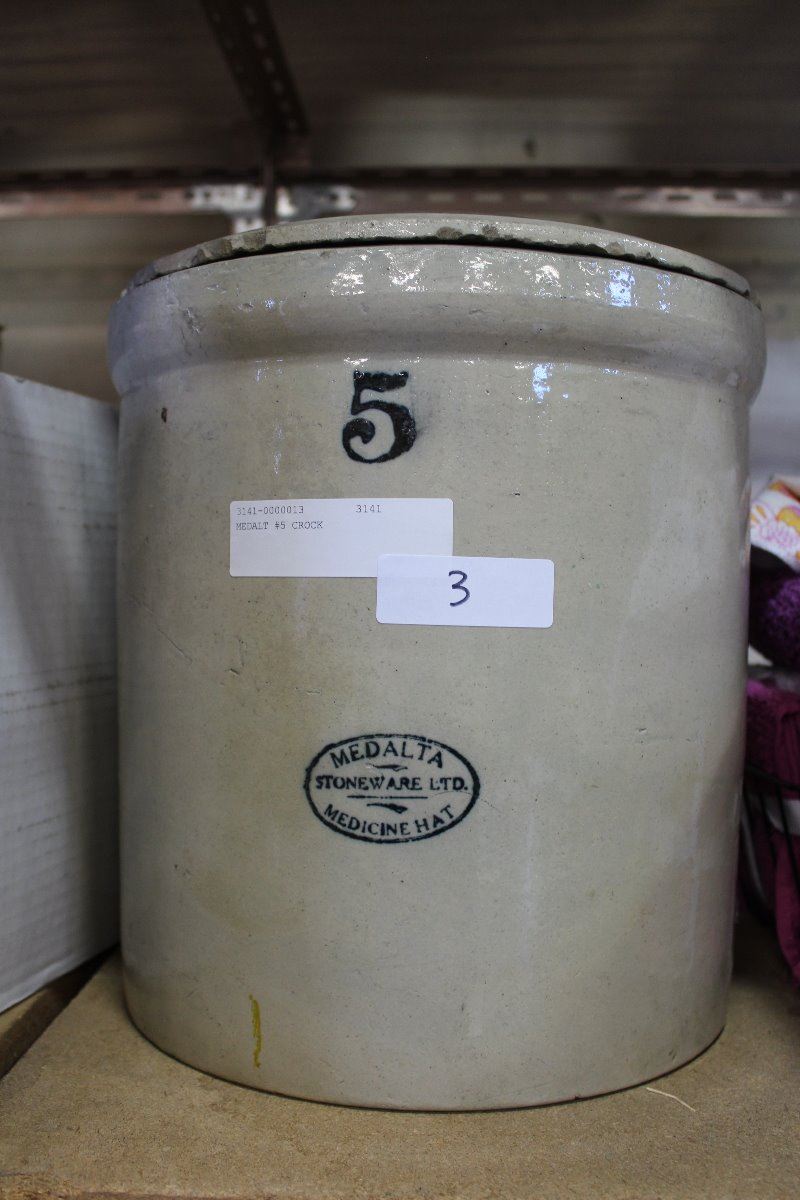 5
3141-0000013 3141
MEDALT #5 CROCK
3
MEDALTA
STONEWARE LTD.
MEDICINE HAT